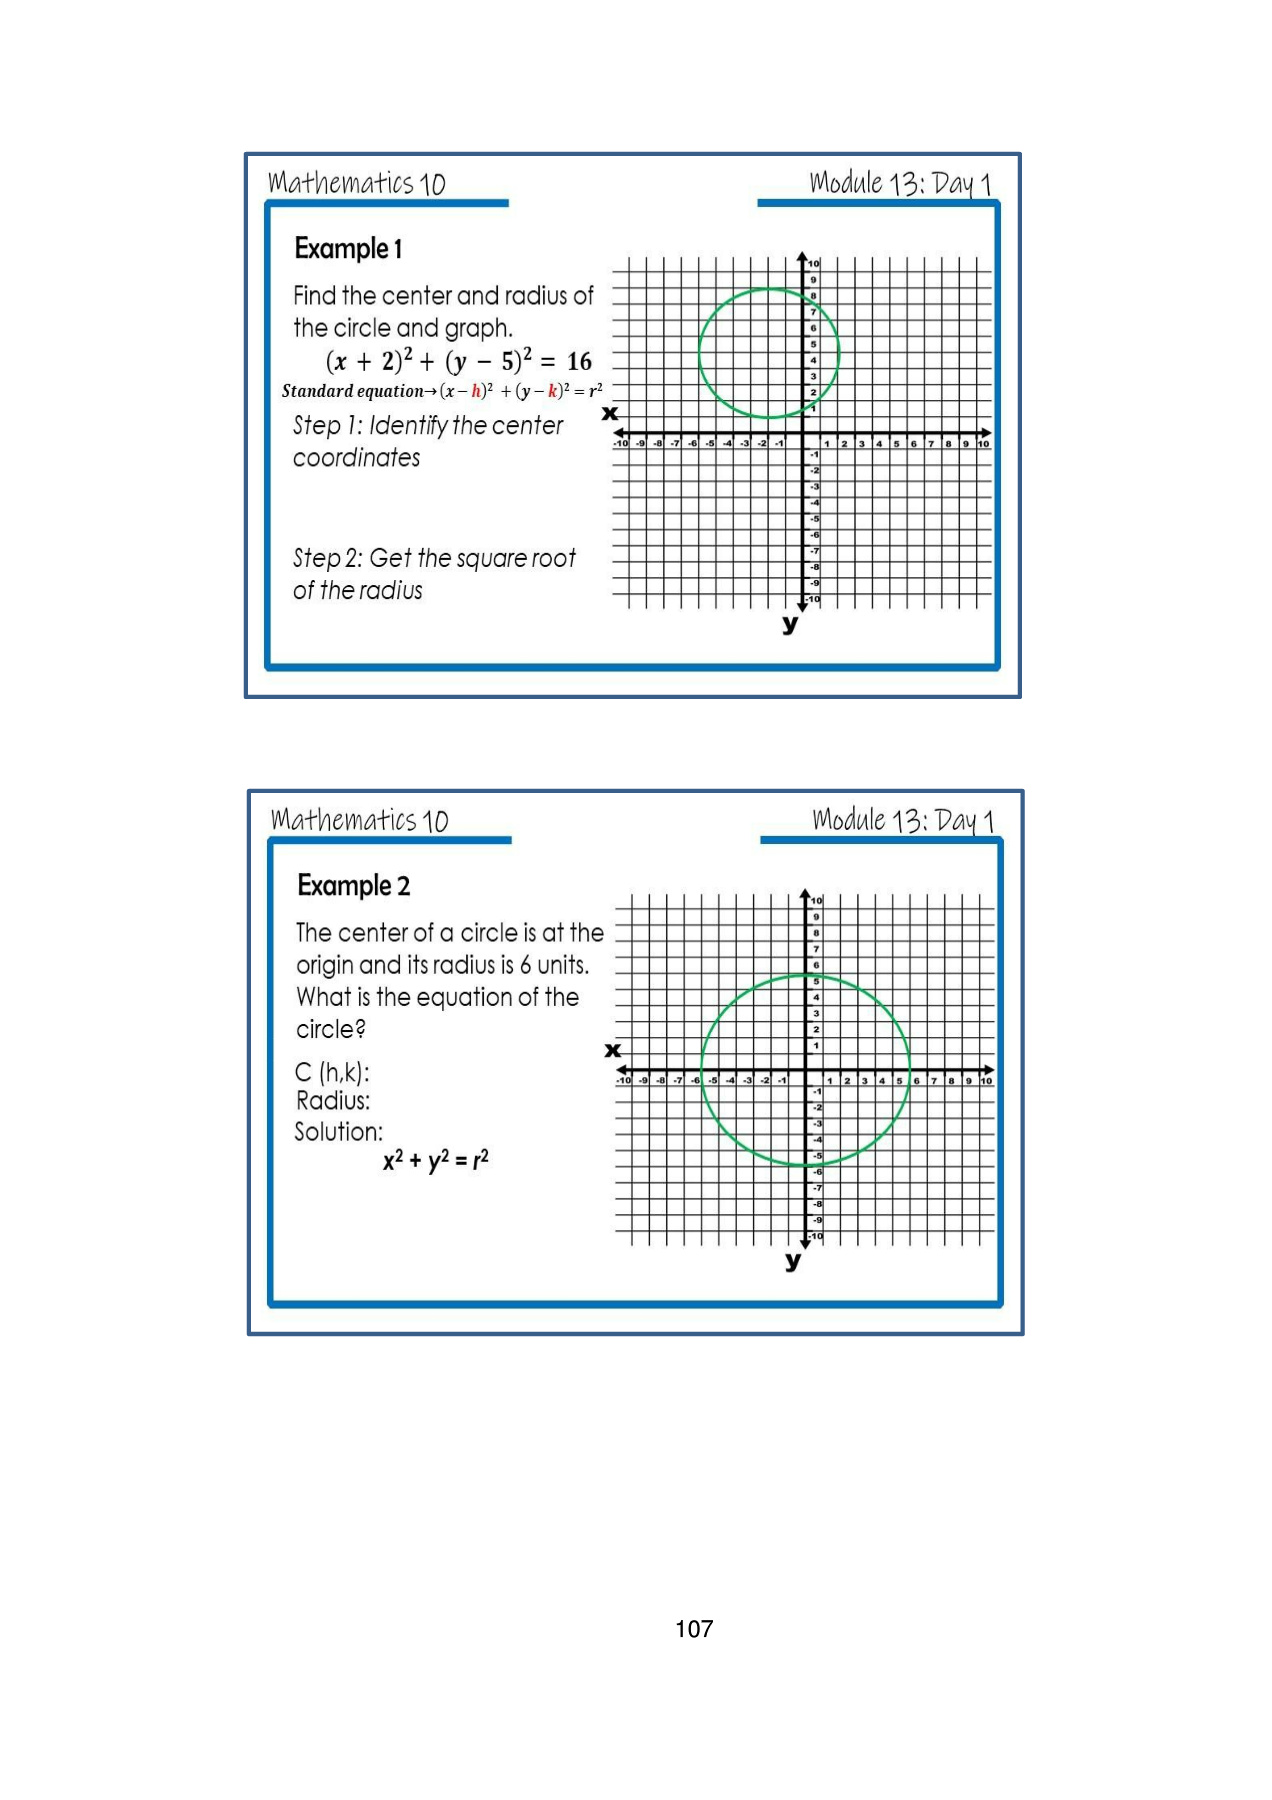 Mathematics 10
Module 13: Day 1
Example 1
Find the center and radius of
the circle and graph.
(x + 2)² + (y − 5)² = 16
Standard equation→(x − h)² + (y − k)² = r²
Step 1: Identify the center
coordinates
Step 2: Get the square root
of the radius
10
9
8
7
6
5
4
3
2
1
x
-10 -9 -8 -7 -6 -5 -4 -3 -2 -1 1 2 3 4 5 6 7 8 9 10
-1
-2
-3
-4
-5
-6
-7
-8
-9
-10
y
Mathematics 10
Module 13: Day 1
Example 2
The center of a circle is at the
origin and its radius is 6 units.
What is the equation of the
circle?
C (h,k):
Radius:
Solution:
x² + y² = r²
10
9
8
7
6
5
4
3
2
1
x
-10 -9 -8 -7 -6 -5 -4 -3 -2 -1 1 2 3 4 5 6 7 8 9 10
-1
-2
-3
-4
-5
-6
-7
-8
-9
-10
y
107